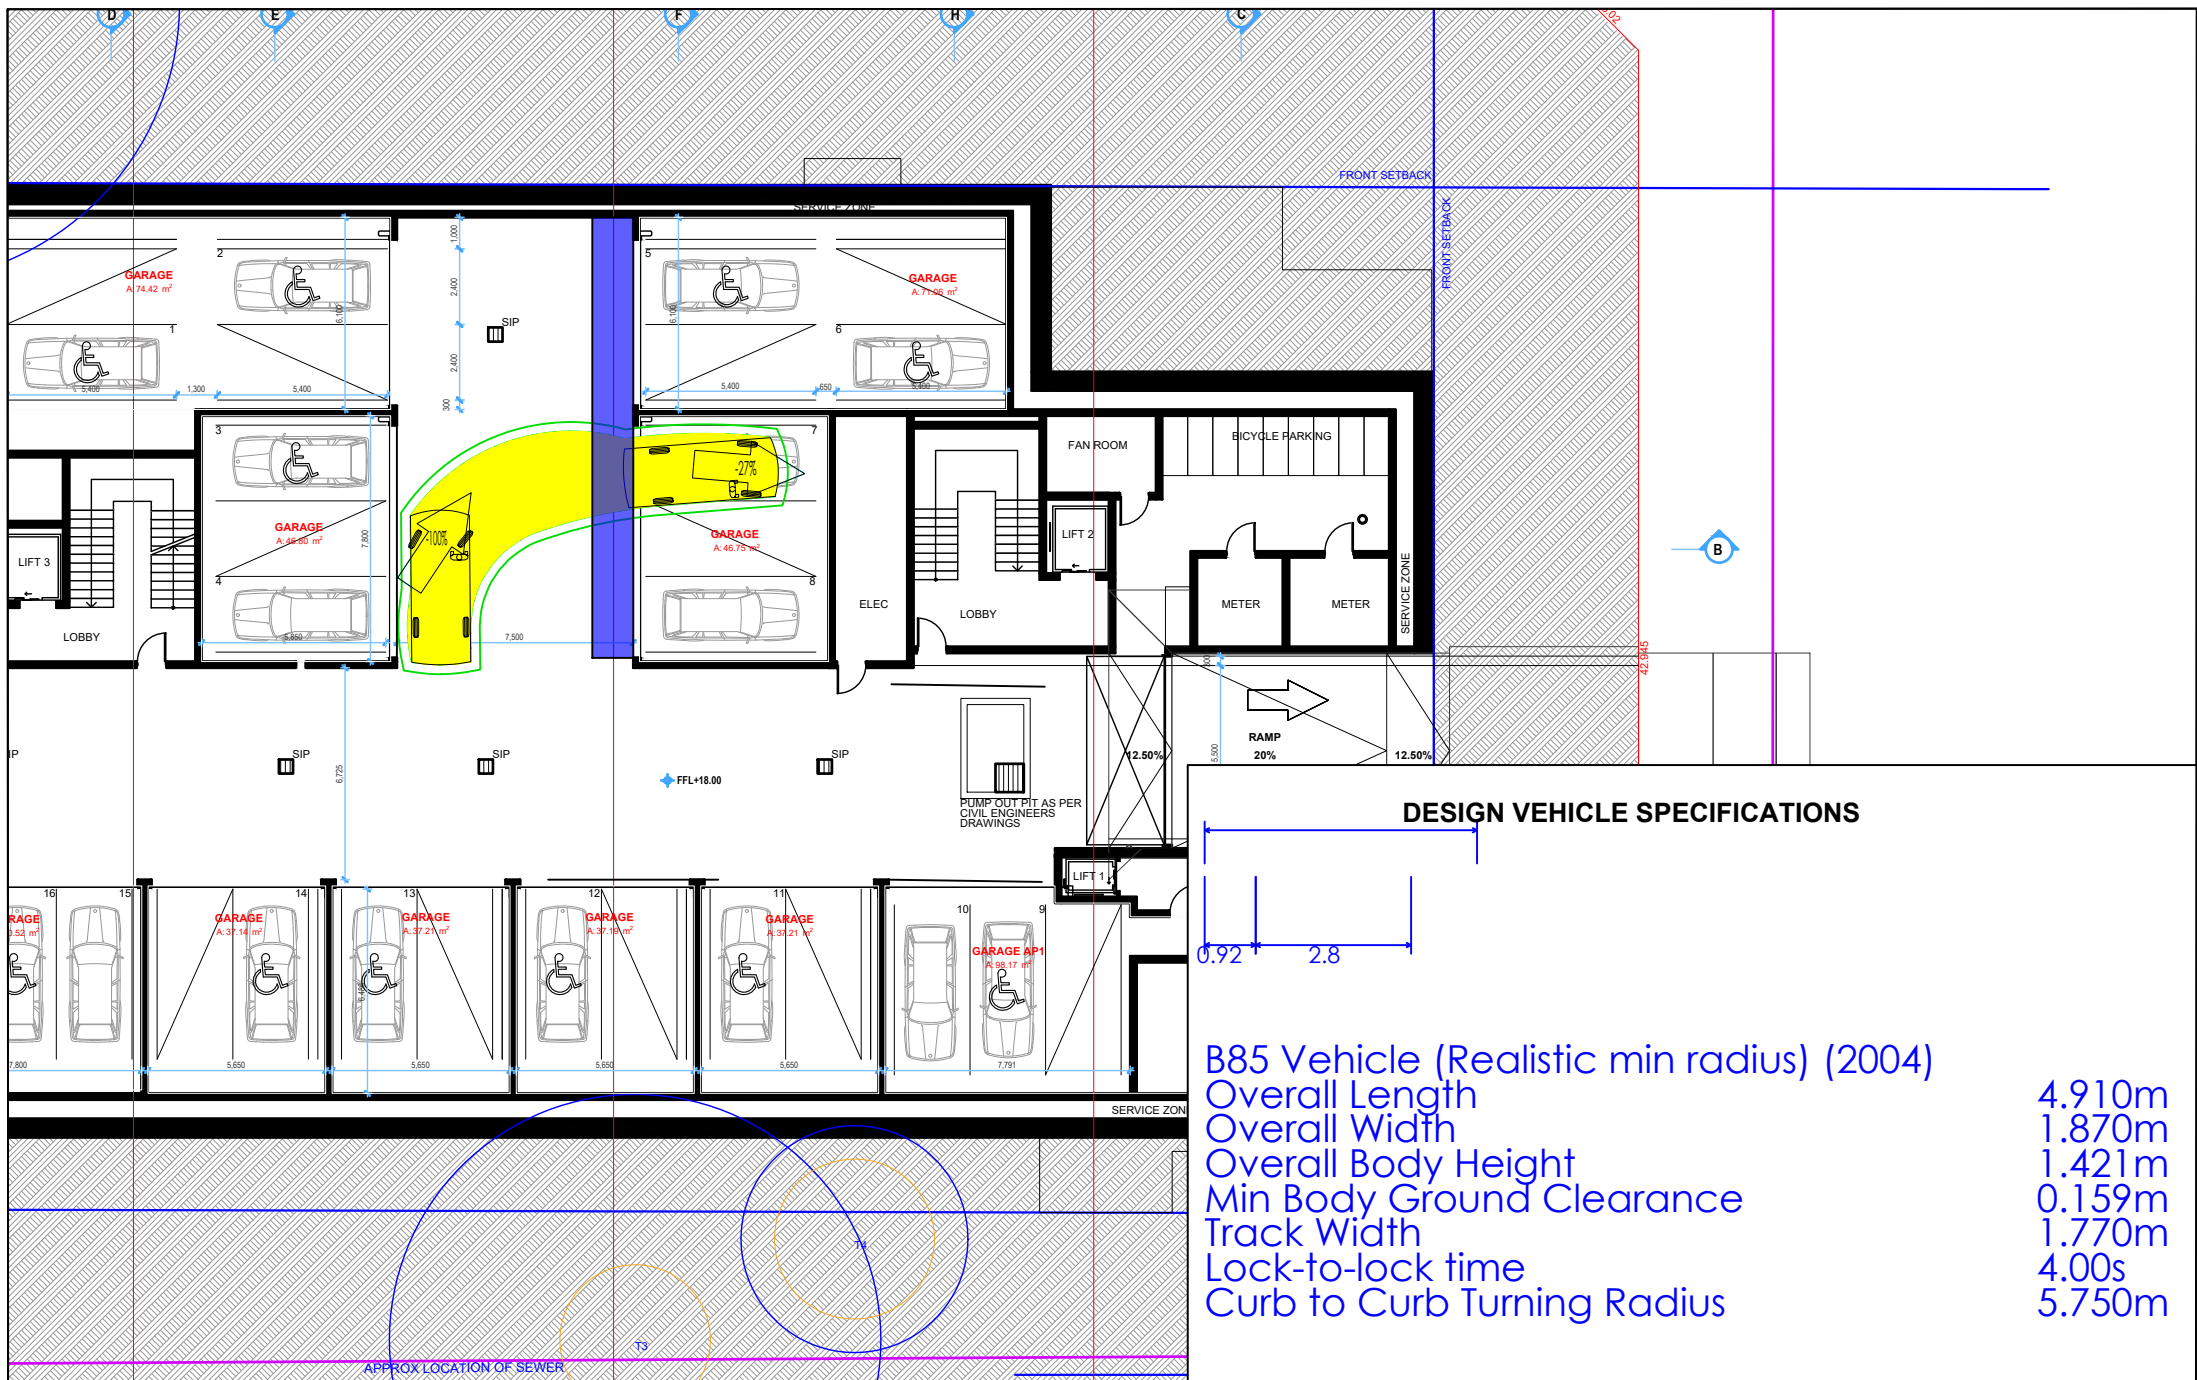 D
E
F
H
C
5.02
FRONT SETBACK
FRONT SETBACK
SERVICE ZONE
1,000
2
5
GARAGE
A: 74.42 m²
GARAGE
A: 71.06 m²
2,400
6,100
6,100
SIP
1
6
2,400
5,400
1,300
5,400
5,400
650
5,400
300
3
7
FAN ROOM
BICYCLE PARKING
-27%
GARAGE
A: 46.80 m²
7,800
-100%
GARAGE
A: 46.75 m²
LIFT 2
LIFT 3
B
4
8
ELEC
LOBBY
METER
METER
SERVICE ZONE
LOBBY
5,850
7,500
300
42.945
SIP
SIP
SIP
6,725
FFL+18.00
RAMP
20%
12.50%
12.50%
5,500
PUMP OUT PIT AS PER
CIVIL ENGINEERS
DRAWINGS
DESIGN VEHICLE SPECIFICATIONS
LIFT 1
16
15
14
13
12
11
10
9
GARAGE
A: 37.14 m²
GARAGE
A: 37.21 m²
GARAGE
A: 37.19 m²
GARAGE
A: 37.21 m²
GARAGE AP1
A: 98.17 m²
0.92
2.8
7,800
5,650
5,650
5,650
5,650
7,791
SERVICE ZON
B85 Vehicle (Realistic min radius) (2004)
Overall Length 4.910m
Overall Width 1.870m
Overall Body Height 1.421m
Min Body Ground Clearance 0.159m
Track Width 1.770m
Lock-to-lock time 4.00s
Curb to Curb Turning Radius 5.750m
T4
T3
APPROX LOCATION OF SEWER